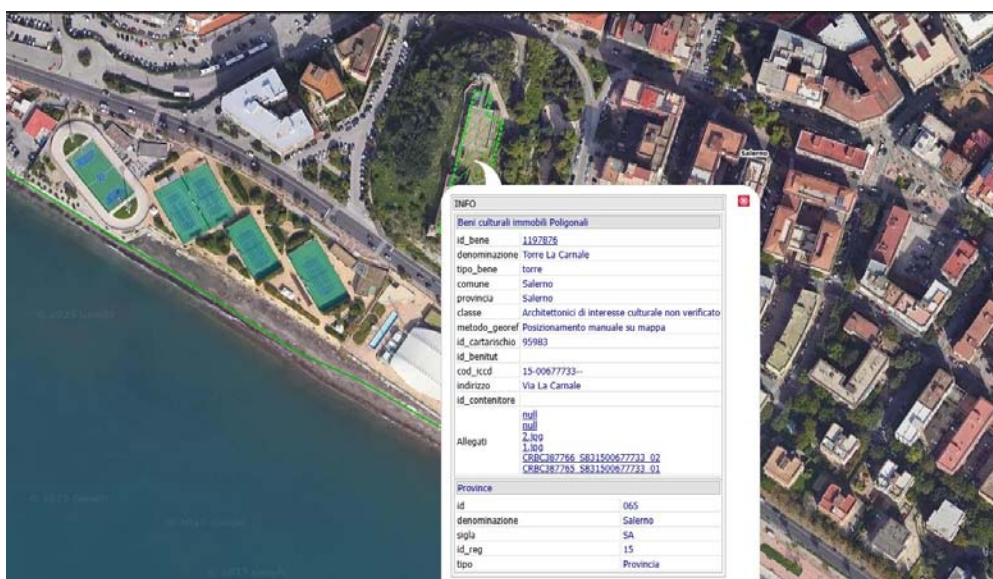 Salerno
INFO
Beni culturali immobili Poligonali
id_bene 1197876
denominazione Torre La Carnale
tipo_bene torre
comune Salerno
provincia Salerno
classe Architettonici di interesse culturale non verificato
metodo_georef Posizionamento manuale su mappa
id_cartarischio 95983
id_benitut
cod_iccd 15-00677733--
indirizzo Via La Carnale
id_contenitore
Allegati
null
null
2.jpg
1.jpg
CRBC387766_S831500677733_02
CRBC387765_S831500677733_01
Province
id 065
denominazione Salerno
sigla SA
id_reg 15
tipo Provincia